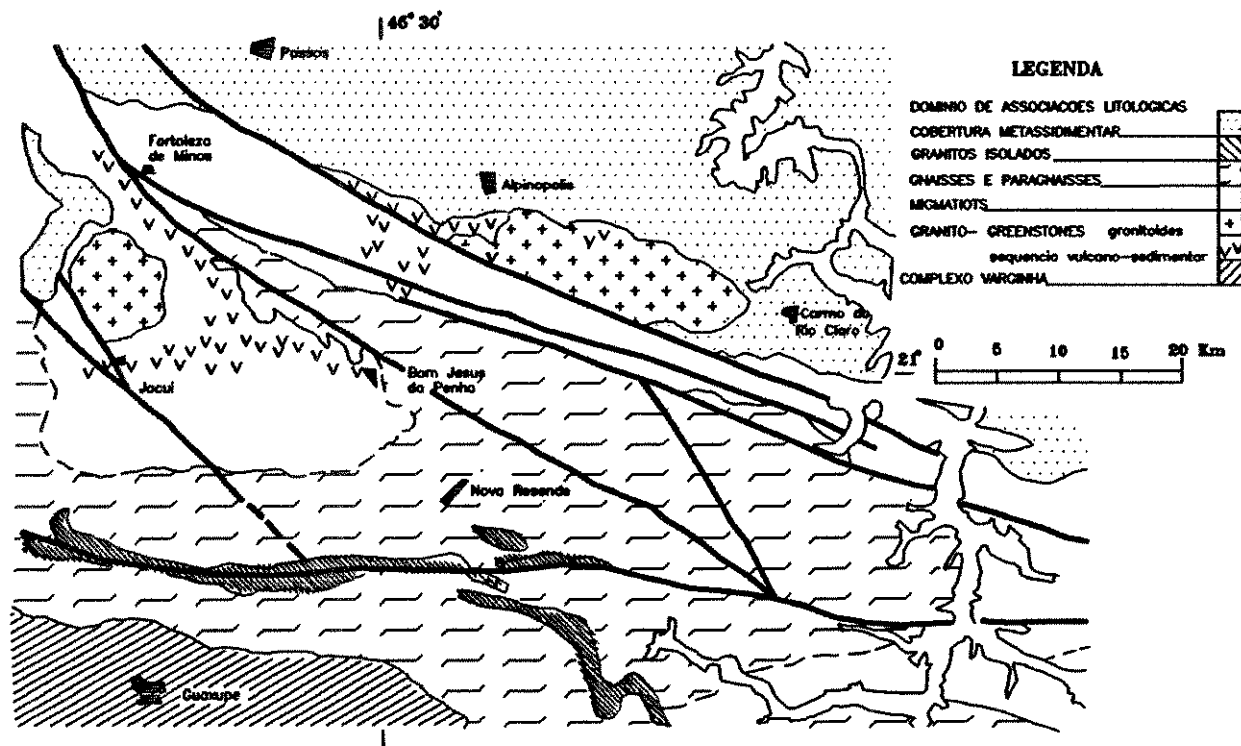 46° 30'
Passos
Fortaleza
de Minas
Alpinopolis
Carmo do
Rio Claro
Jacui
Bom Jesus
da Penha
21°
Nova Resende
Guaxupe
LEGENDA
DOMINIO DE ASSOCIACOES LITOLOGICAS
COBERTURA METASSIDIMENTAR
GRANITOS ISOLADOS
GNAISSES E PARAGNAISSES
MIGMATIOTS
GRANITO- GREENSTONES granitoides
sequencia vulcano-sedimentar
COMPLEXO VARGINHA
0 5 10 15 20 Km